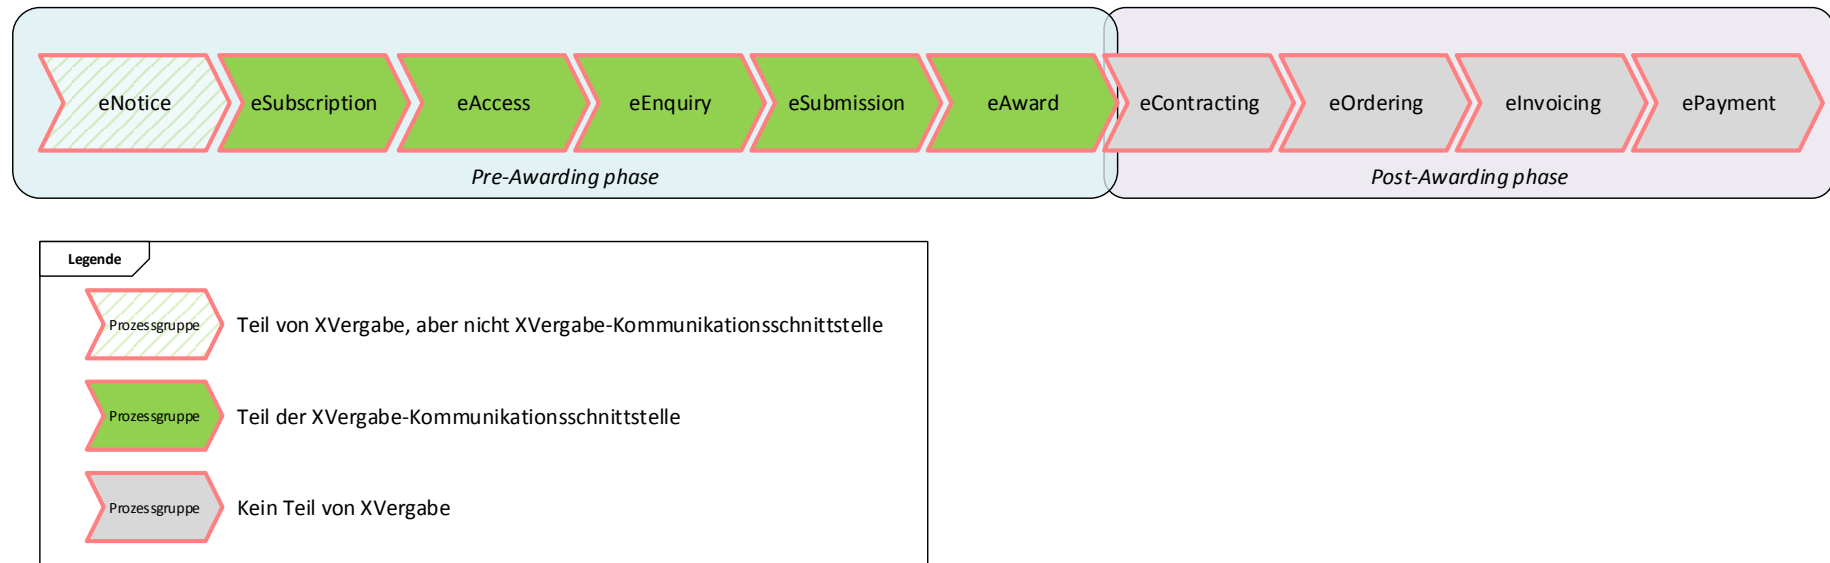 eNotice
eSubscription
eAccess
eEnquiry
eSubmission
eAward
eContracting
eOrdering
eInvoicing
ePayment
Pre-Awarding phase
Post-Awarding phase
Legende
Prozessgruppe
Teil von XVergabe, aber nicht XVergabe-Kommunikationsschnittstelle
Prozessgruppe
Teil der XVergabe-Kommunikationsschnittstelle
Prozessgruppe
Kein Teil von XVergabe